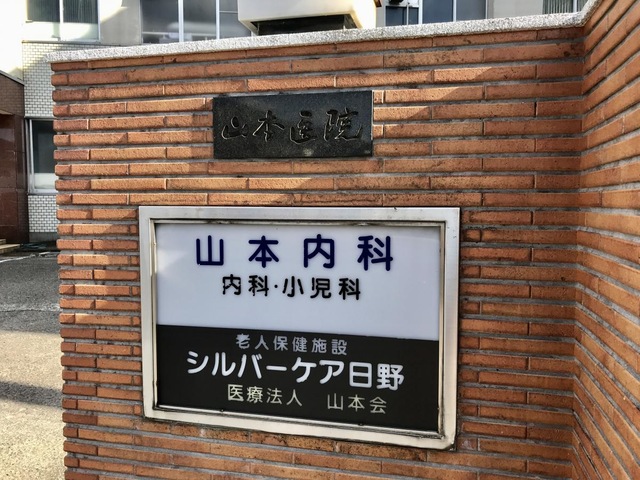 山本医院
山本内科
内科・小児科
老人保健施設
シルバーケア日野
医療法人 山本会